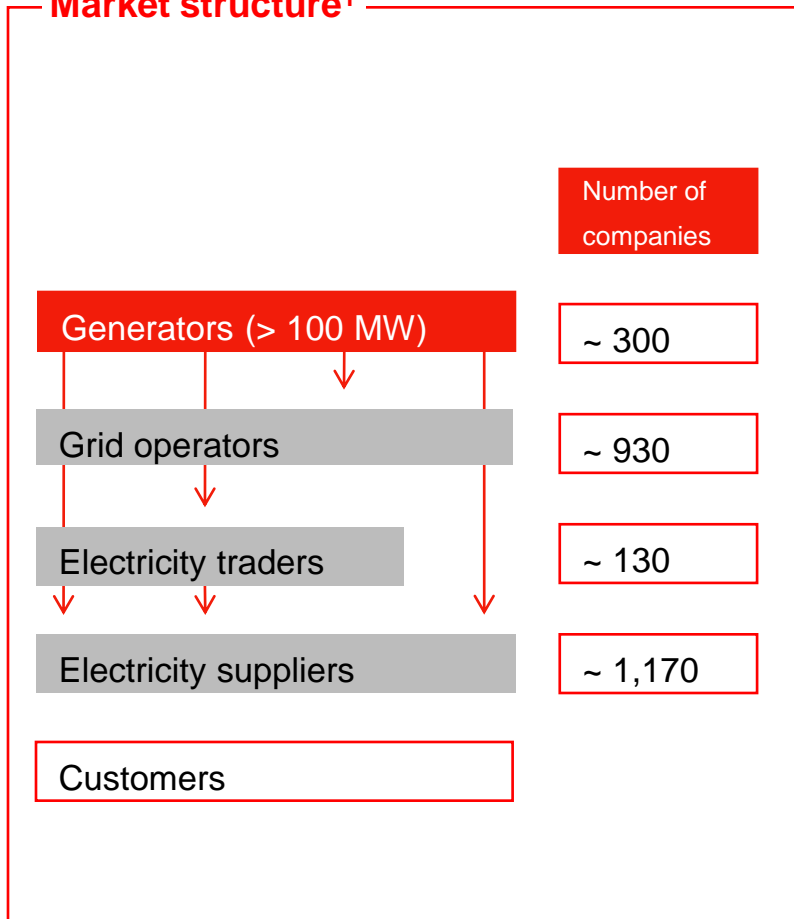 Market structure¹
Number of
companies
Generators (> 100 MW)
~ 300
Grid operators
~ 930
Electricity traders
~ 130
Electricity suppliers
~ 1,170
Customers